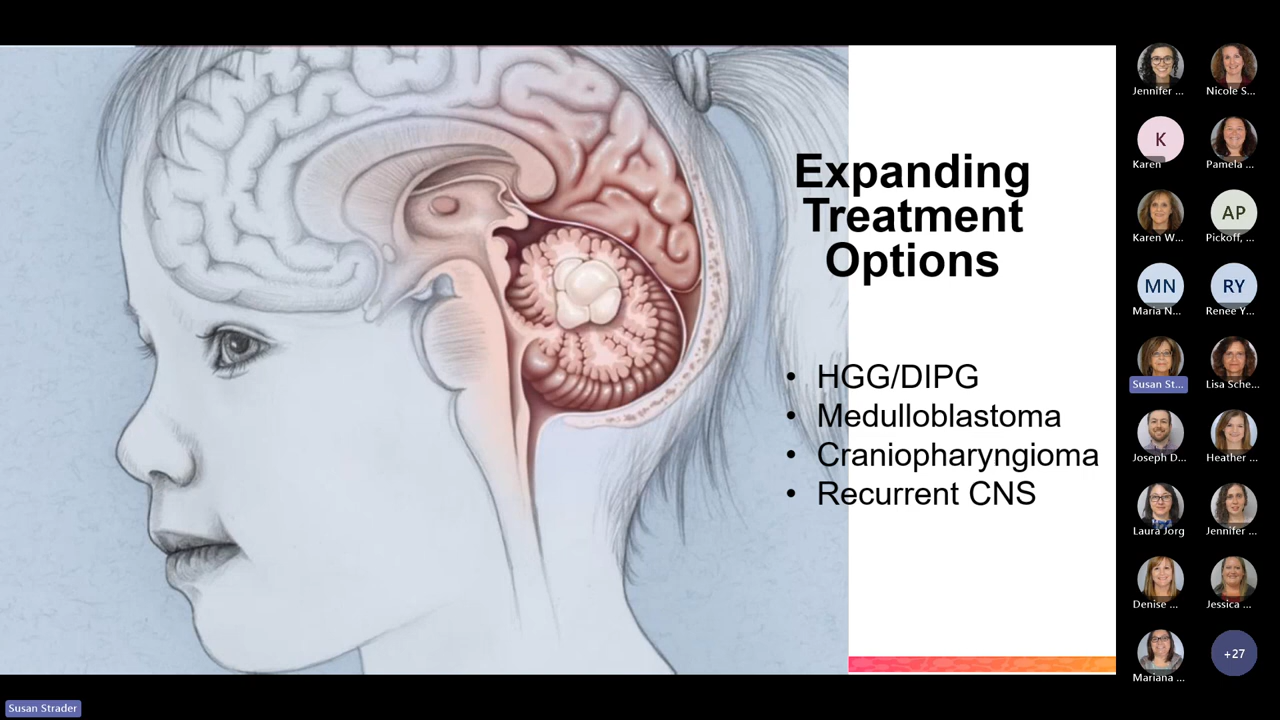 Expanding
Treatment
Options
• HGG/DIPG
• Medulloblastoma
• Craniopharyngioma
• Recurrent CNS
Jennifer ...
Nicole S...
K
Karen
Pamela ...
Karen W...
AP
Pickoff, ...
MN
Maria N...
RY
Renee Y...
Susan St...
Lisa Sche...
Joseph D...
Heather ...
Laura Jorg
Jennifer ...
Denise ...
Jessica ...
Mariana ...
+27
Susan Strader